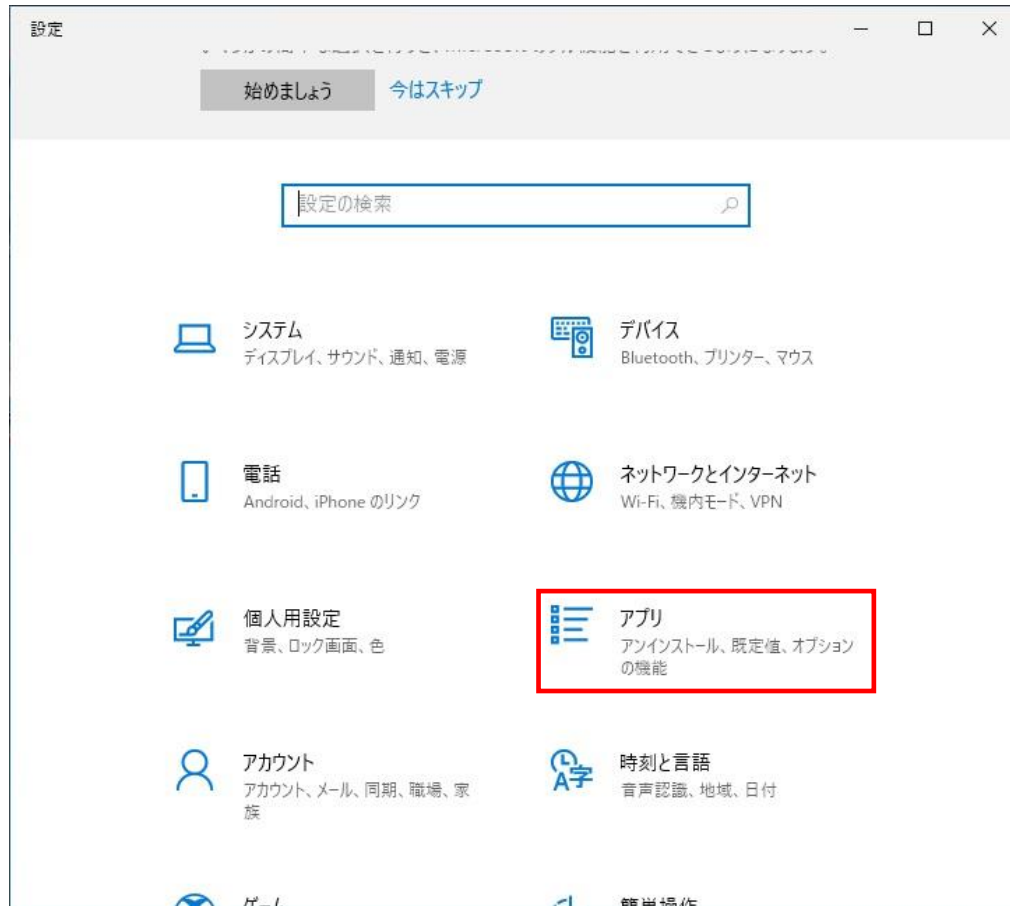 設定
始めましょう
今はスキップ
設定の検索
システム
ディスプレイ、サウンド、通知、電源
デバイス
Bluetooth、プリンター、マウス
電話
Android、iPhone のリンク
ネットワークとインターネット
Wi-Fi、機内モード、VPN
個人用設定
背景、ロック画面、色
アプリ
アンインストール、既定値、オプション
の機能
アカウント
アカウント、メール、同期、職場、家
族
時刻と言語
音声認識、地域、日付
ゲーム
簡単操作